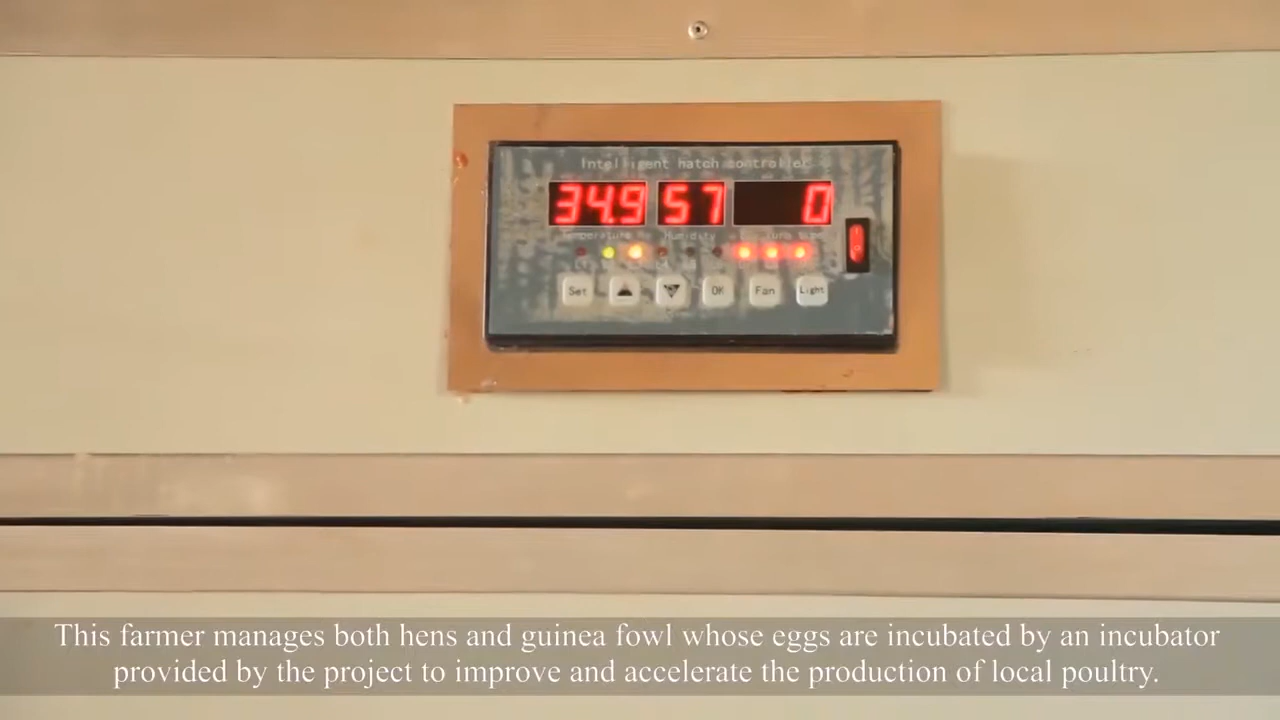 Intelligent hatch controller
34.9 57 0
Temperature Humidity
Set OK Fan Light
This farmer manages both hens and guinea fowl whose eggs are incubated by an incubator
provided by the project to improve and accelerate the production of local poultry.